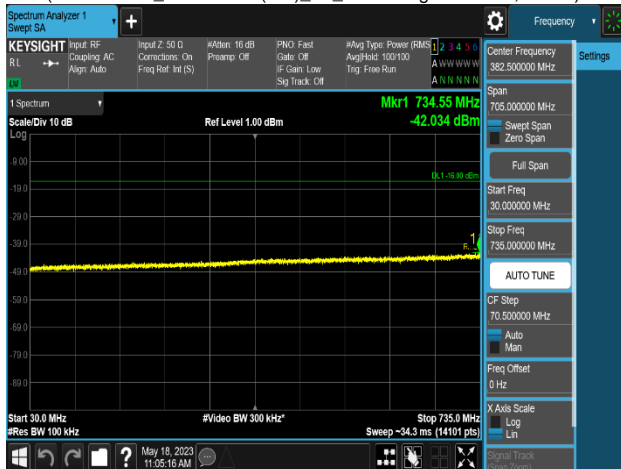 Spectrum Analyzer 1
Swept SA
+
Frequency
KEYSIGHT
RL
Input: RF
Coupling: AC
Align: Auto
Input Z: 50 Ω
Corrections: On
Freq Ref: Int (S)
#Atten: 16 dB
Preamp: Off
PNO: Fast
Gate: Off
IF Gain: Low
Sig Track: Off
#Avg Type: Power (RMS
Avg|Hold: 100/100
Trig: Free Run
1 2 3 4 5 6
A W W W W W
A N N N N N
1 Spectrum
Scale/Div 10 dB
Ref Level 1.00 dBm
Mkr1 734.55 MHz
-42.034 dBm
Log
DL1 -16.00 dBm
-9.00
-19.0
-29.0
-39.0
-49.0
-59.0
-69.0
-79.0
-89.0
1
Start 30.0 MHz
#Video BW 300 kHz*
Stop 735.0 MHz
#Res BW 100 kHz
Sweep ~34.3 ms (14101 pts)
Center Frequency
382.500000 MHz
Settings
Span
705.000000 MHz
Swept Span
Zero Span
Full Span
Start Freq
30.000000 MHz
Stop Freq
735.000000 MHz
AUTO TUNE
CF Step
70.500000 MHz
Auto
Man
Freq Offset
0 Hz
X Axis Scale
Log
Lin
Signal Track
(Span Zoom)
?
May 18, 2023
11:05:16 AM